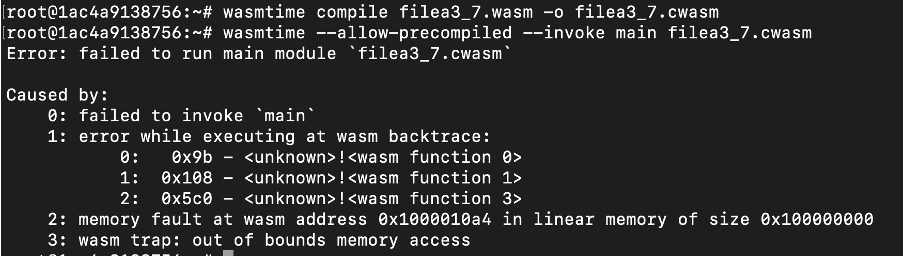 [root@1ac4a9138756:~# wasmtime compile filea3_7.wasm -o filea3_7.cwasm
[root@1ac4a9138756:~# wasmtime --allow-precompiled --invoke main filea3_7.cwasm
Error: failed to run main module `filea3_7.cwasm`
Caused by:
0: failed to invoke `main`
1: error while executing at wasm backtrace:
0: 0x9b - <unknown>!<wasm function 0>
1: 0x108 - <unknown>!<wasm function 1>
2: 0x5c0 - <unknown>!<wasm function 3>
2: memory fault at wasm address 0x1000010a4 in linear memory of size 0x100000000
3: wasm trap: out of bounds memory access